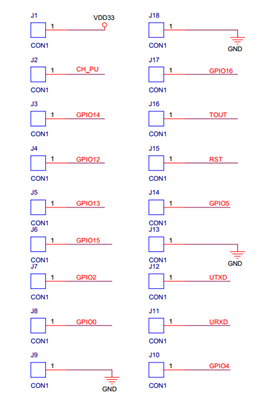 J1
VDD33
1
CON1
J2
CH_PU
1
CON1
J3
GPIO14
1
CON1
J4
GPIO12
1
CON1
J5
GPIO13
1
CON1
J6
GPIO15
1
CON1
J7
GPIO2
1
CON1
J8
GPIO0
1
CON1
J9
1
CON1
GND
J18
1
CON1
GND
J17
GPIO16
1
CON1
J16
TOUT
1
CON1
J15
RST
1
CON1
J14
GPIO5
1
CON1
J13
1
CON1
GND
J12
UTXD
1
CON1
J11
URXD
1
CON1
J10
GPIO4
1
CON1